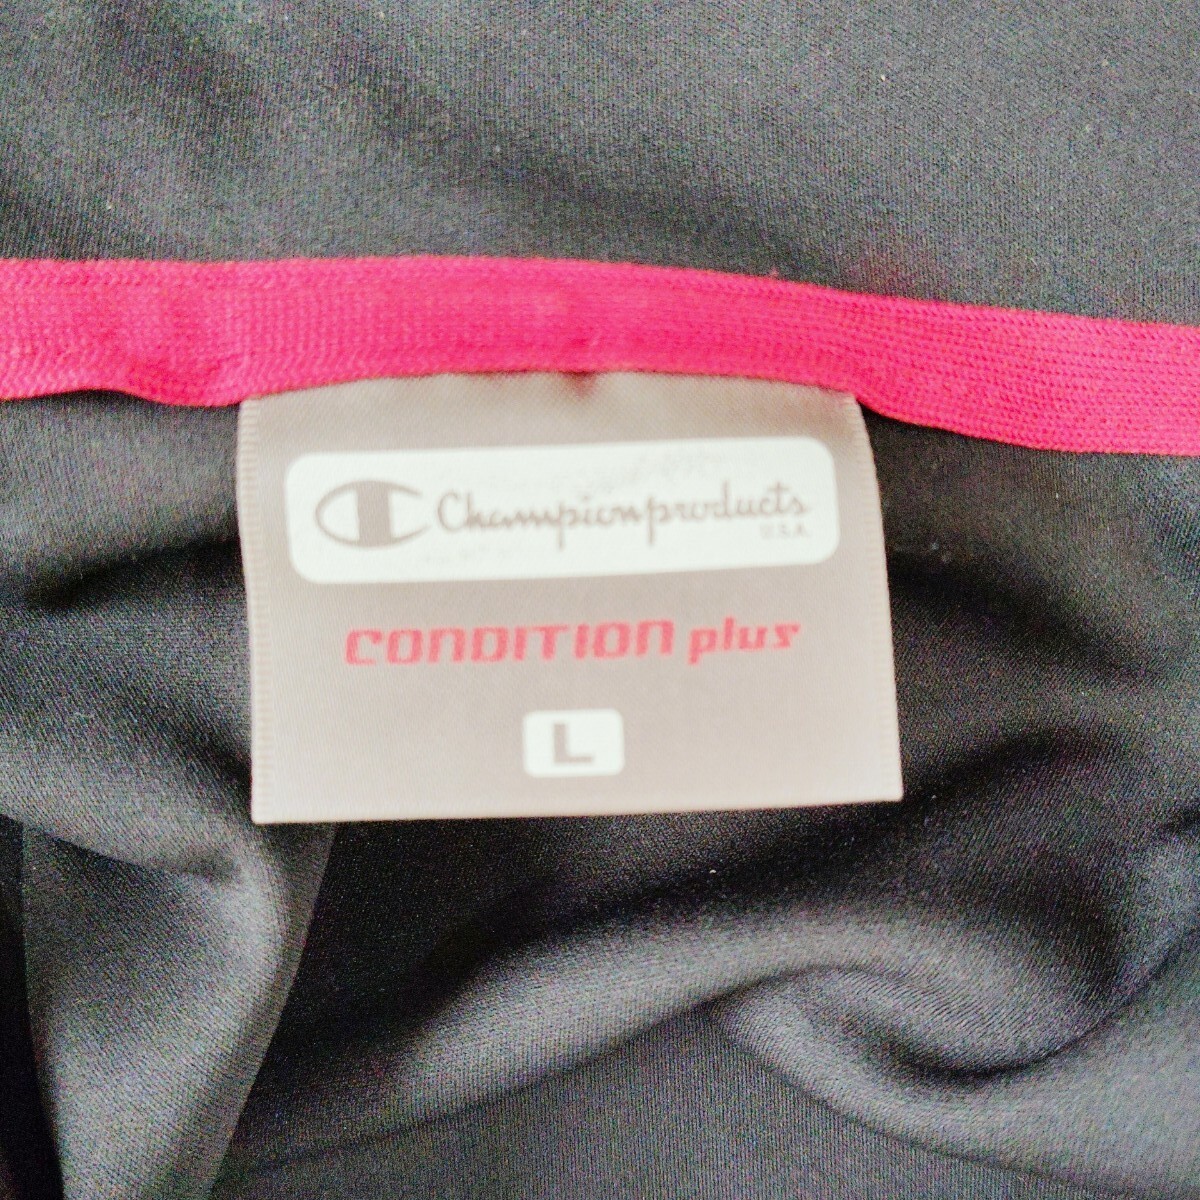 Championproducts
U.S.A.
CONDITION plus
L